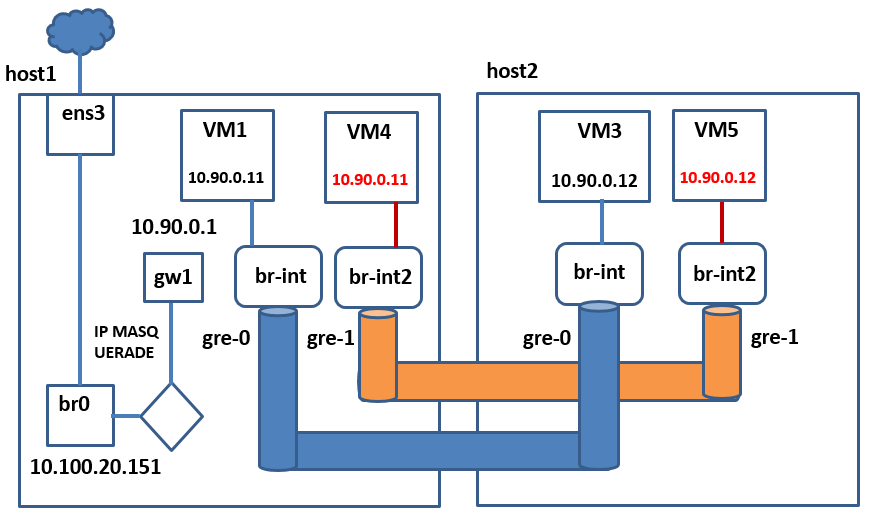 host1
host2
ens3
VM1
10.90.0.11
VM4
10.90.0.11
VM3
10.90.0.12
VM5
10.90.0.12
10.90.0.1
gw1
br-int
br-int2
br-int
br-int2
IP MASQ
UERADE
gre-0
gre-1
gre-0
gre-1
br0
10.100.20.151